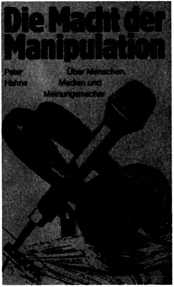 Die Macht der
Manipulation
Peter Hahne
Über Menschen,
Medien und
Meinungsmacher